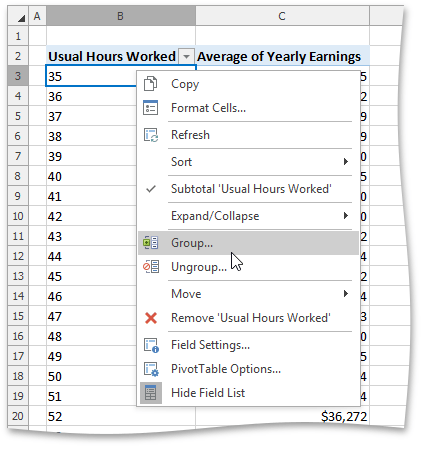 A B C
1
2 Usual Hours Worked Average of Yearly Earnings
3 35 5
4 36 2
5 37 9
6 38 9
7 39 0
8 40 5
9 41 0
10 42 0
11 43 2
12 44 4
13 45 2
14 46 4
15 47 3
16 48 0
17 49 5
18 50 4
19 51 4
20 52 $36,272
Copy
Format Cells...
Refresh
Sort
Subtotal 'Usual Hours Worked'
Expand/Collapse
Group...
Ungroup...
Move
Remove 'Usual Hours Worked'
Field Settings...
PivotTable Options...
Hide Field List